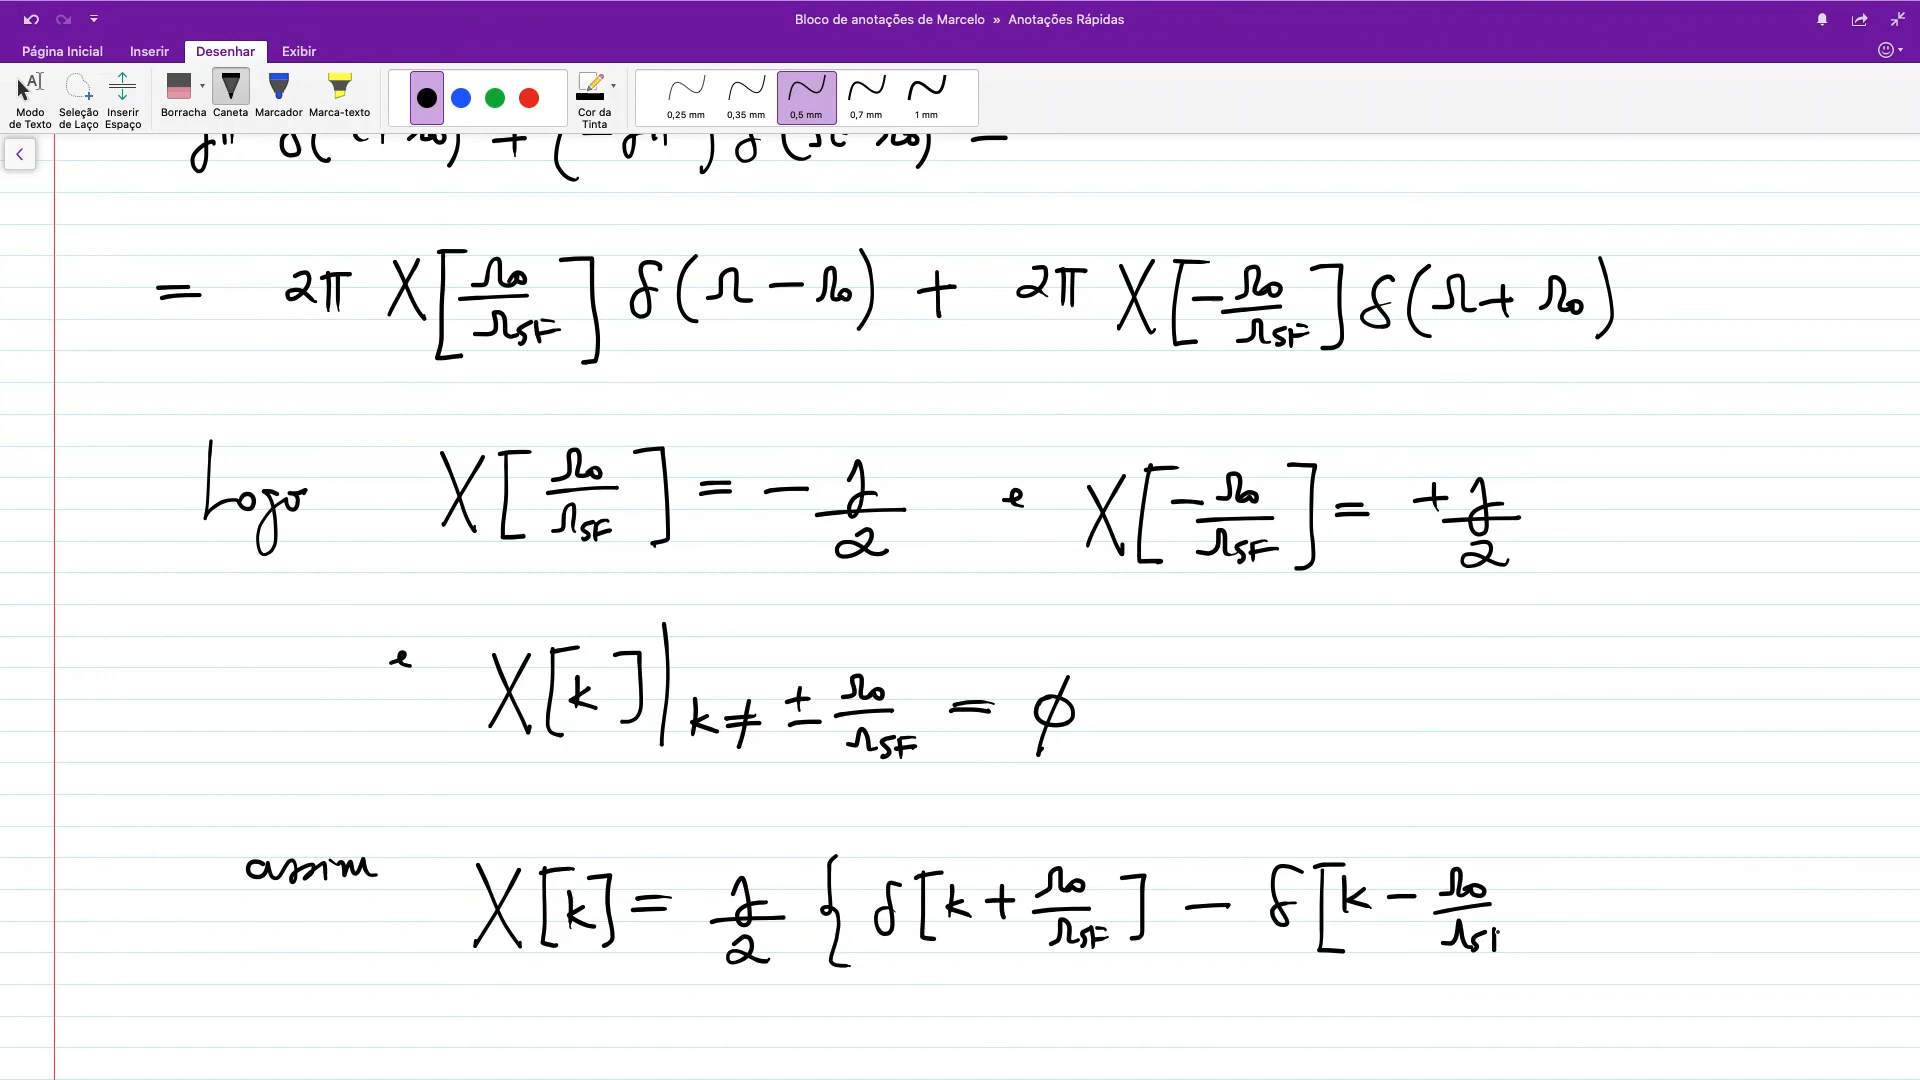 Bloco de anotações de Marcelo » Anotações Rápidas
Página Inicial Inserir Desenhar Exibir
Modo de Texto Seleção de Laço Inserir Espaço Borracha Caneta Marcador Marca-texto Cor da Tinta 0,25 mm 0,35 mm 0,5 mm 0,7 mm 1 mm
= 2π X[Ω₀/Ω_SF] δ(Ω − Ω₀) + 2π X[−Ω₀/Ω_SF] δ(Ω + Ω₀)
Logo X[Ω₀/Ω_SF] = − j/2 e X[−Ω₀/Ω_SF] = + j/2
e X[k]|k ≠ ± Ω₀/Ω_SF = ϕ
assim X[k] = j/2 { δ[k + Ω₀/Ω_SF] − δ[k − Ω₀/Ω_S